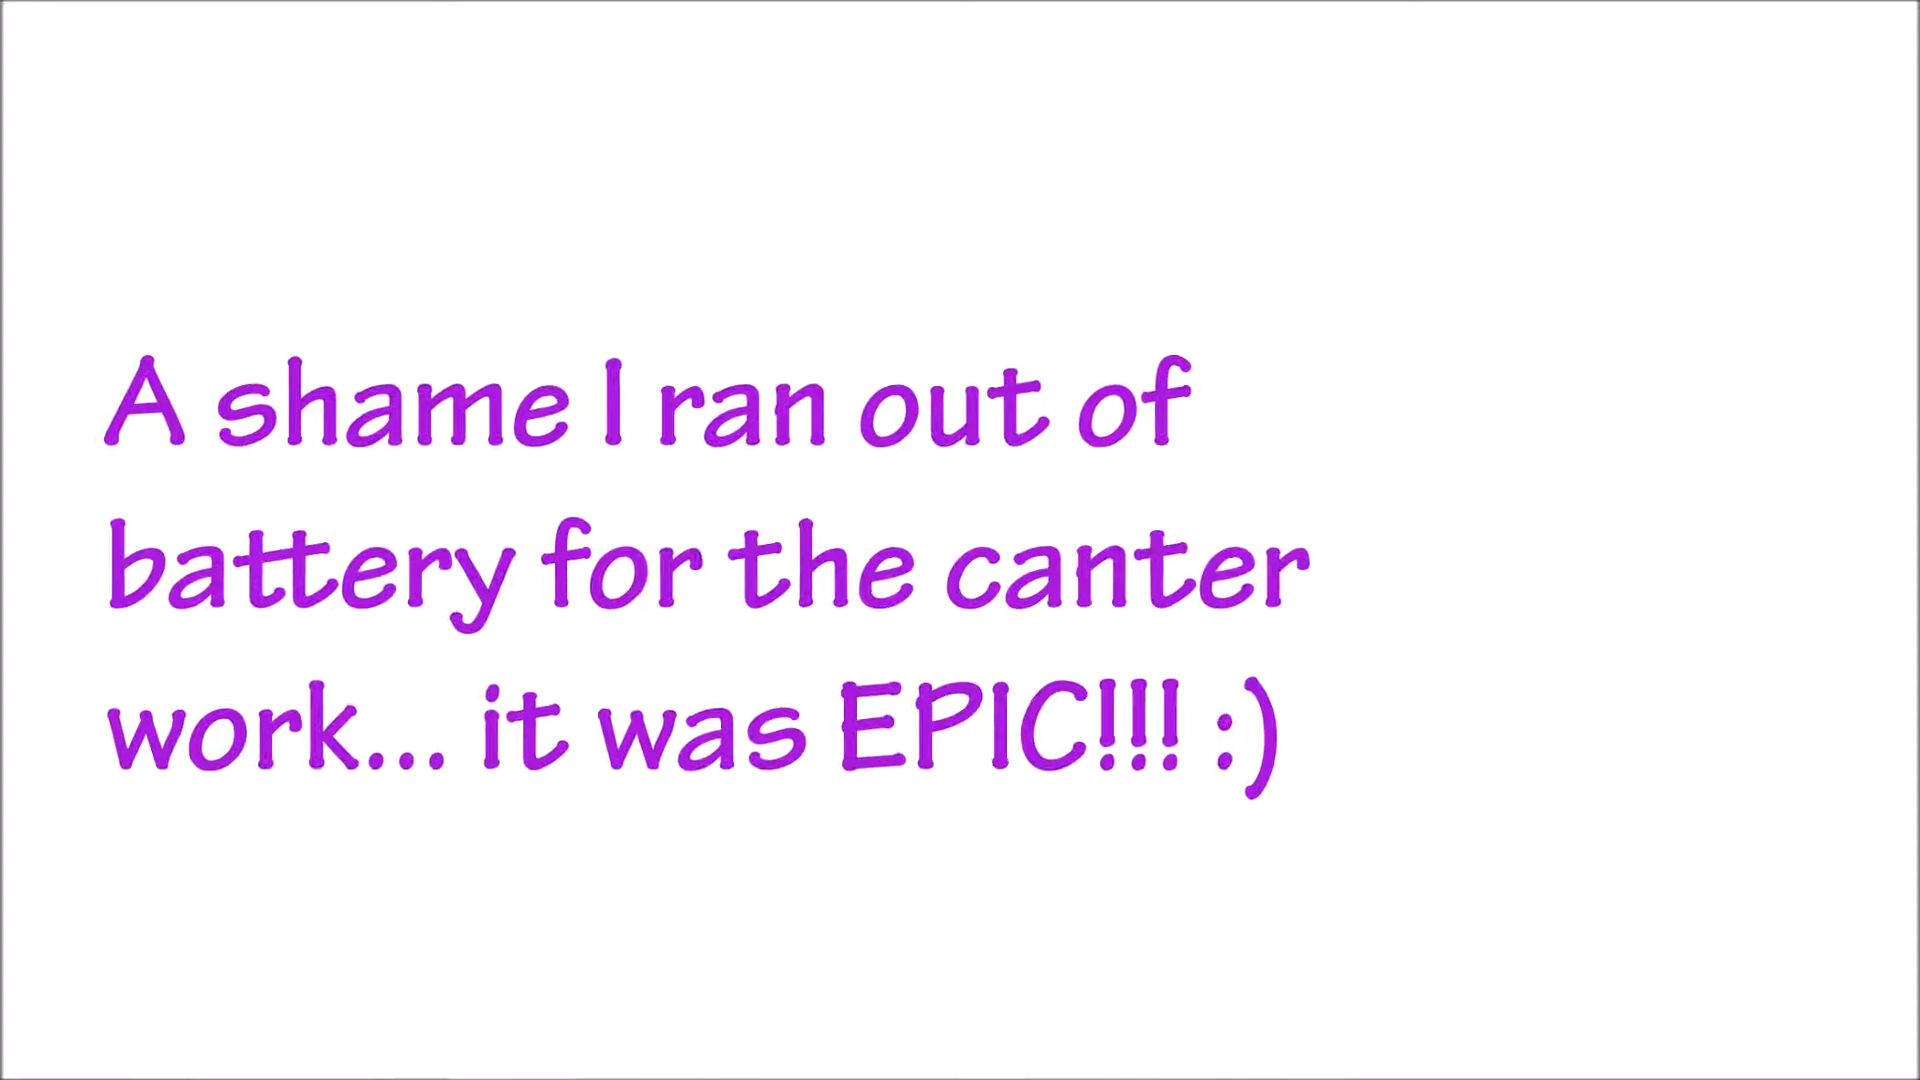 A shame I ran out of
battery for the canter
work... it was EPIC!!! :)